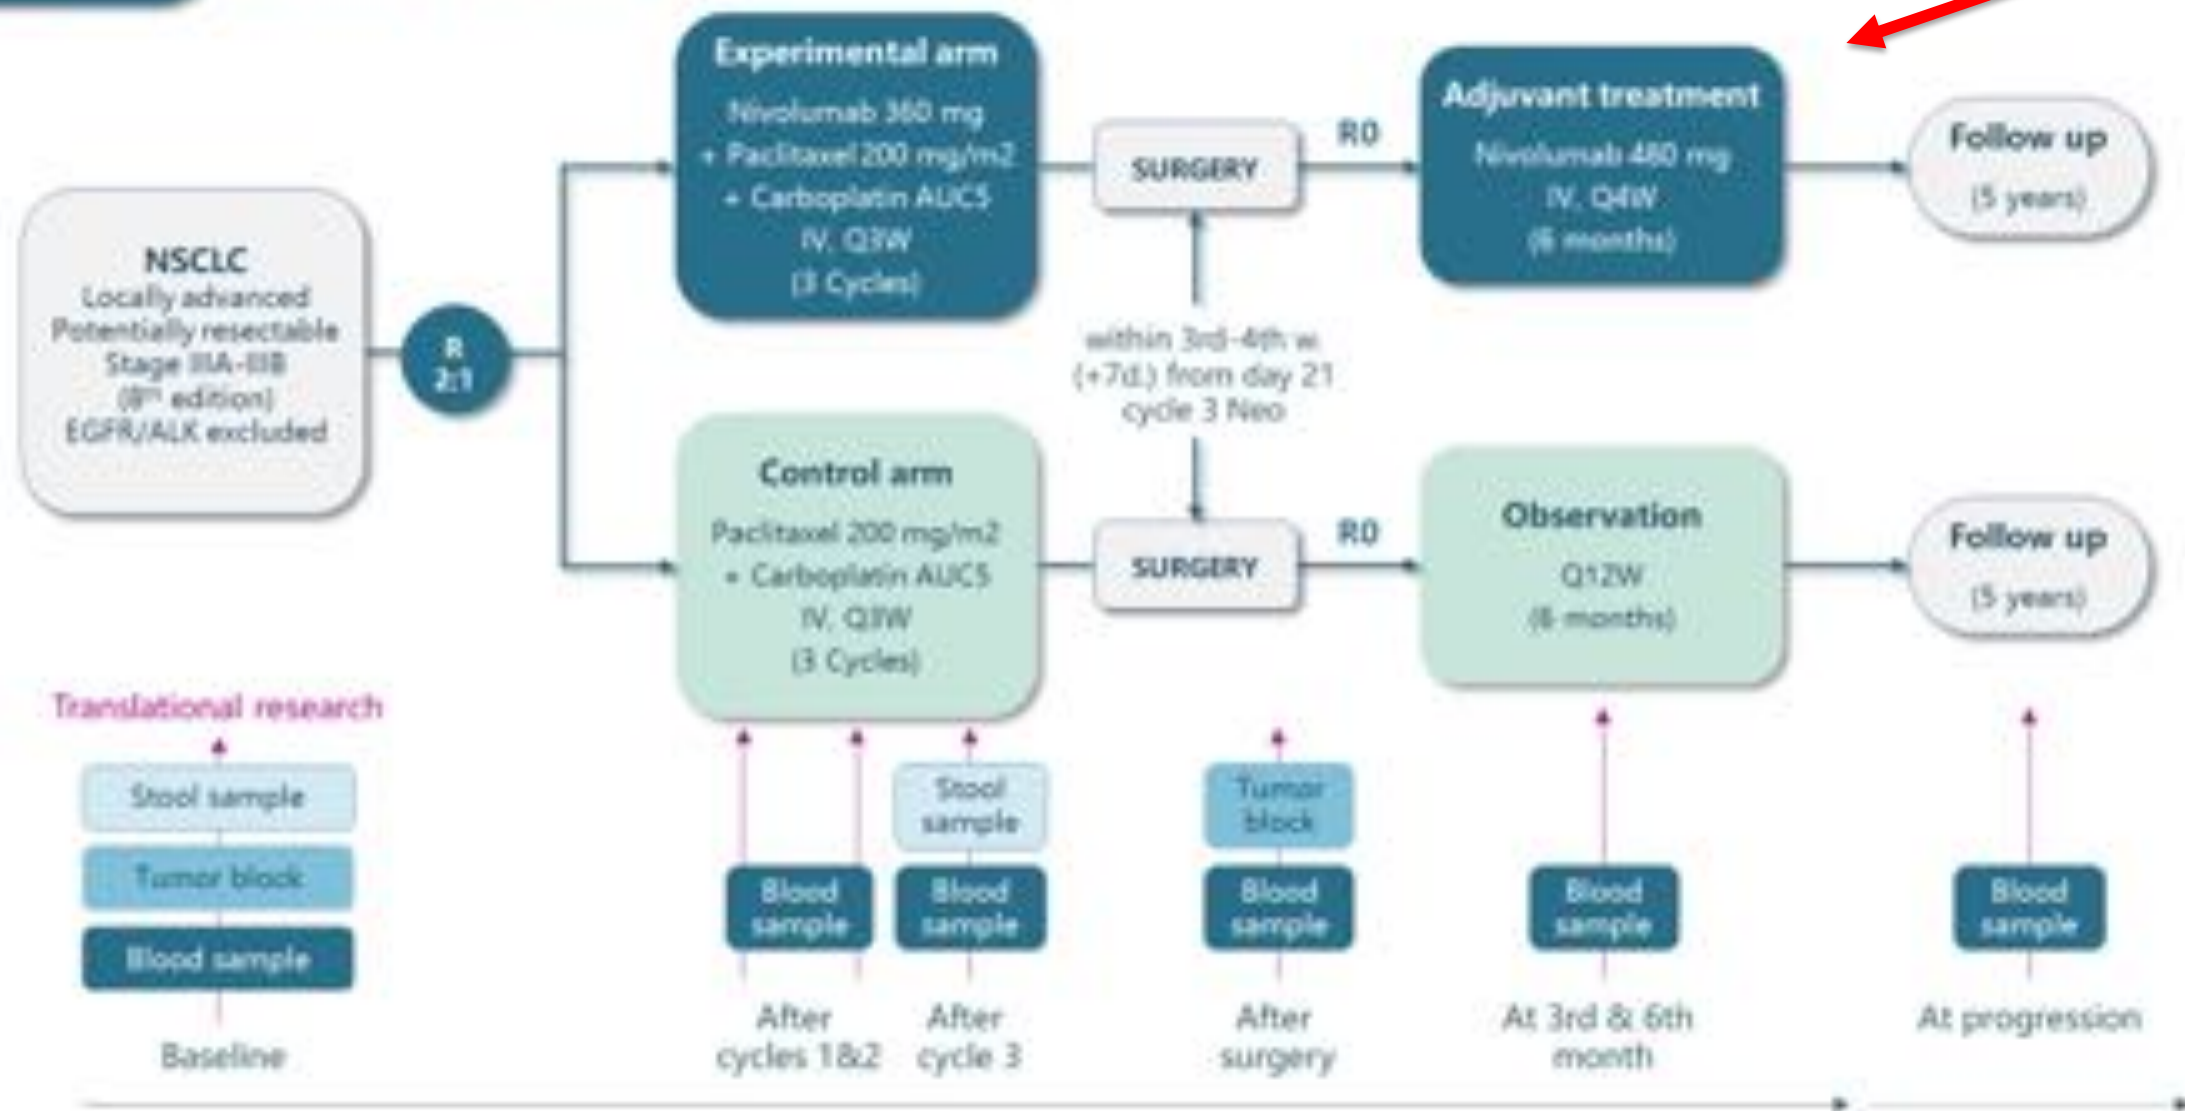 Experimental arm
Nivolumab 360 mg
+ Paclitaxel 200 mg/m2
+ Carboplatin AUC5
IV, Q3W
(3 Cycles)
SURGERY
R0
Adjuvant treatment
Nivolumab 480 mg
IV, Q4W
(6 months)
Follow up
(5 years)
NSCLC
Locally advanced
Potentially resectable
Stage IIIA-IIIB
(8th edition)
EGFR/ALK excluded
R
2:1
within 3rd-4th w.
(+7d.) from day 21
cycle 3 Neo
Control arm
Paclitaxel 200 mg/m2
+ Carboplatin AUC5
IV, Q3W
(3 Cycles)
SURGERY
R0
Observation
Q12W
(6 months)
Follow up
(5 years)
Translational research
Stool sample
Tumor block
Blood sample
Baseline
Blood
sample
After
cycles 1&2
Stool
sample
Blood
sample
After
cycle 3
Tumor
block
Blood
sample
After
surgery
Blood
sample
At 3rd & 6th
month
Blood
sample
At progression